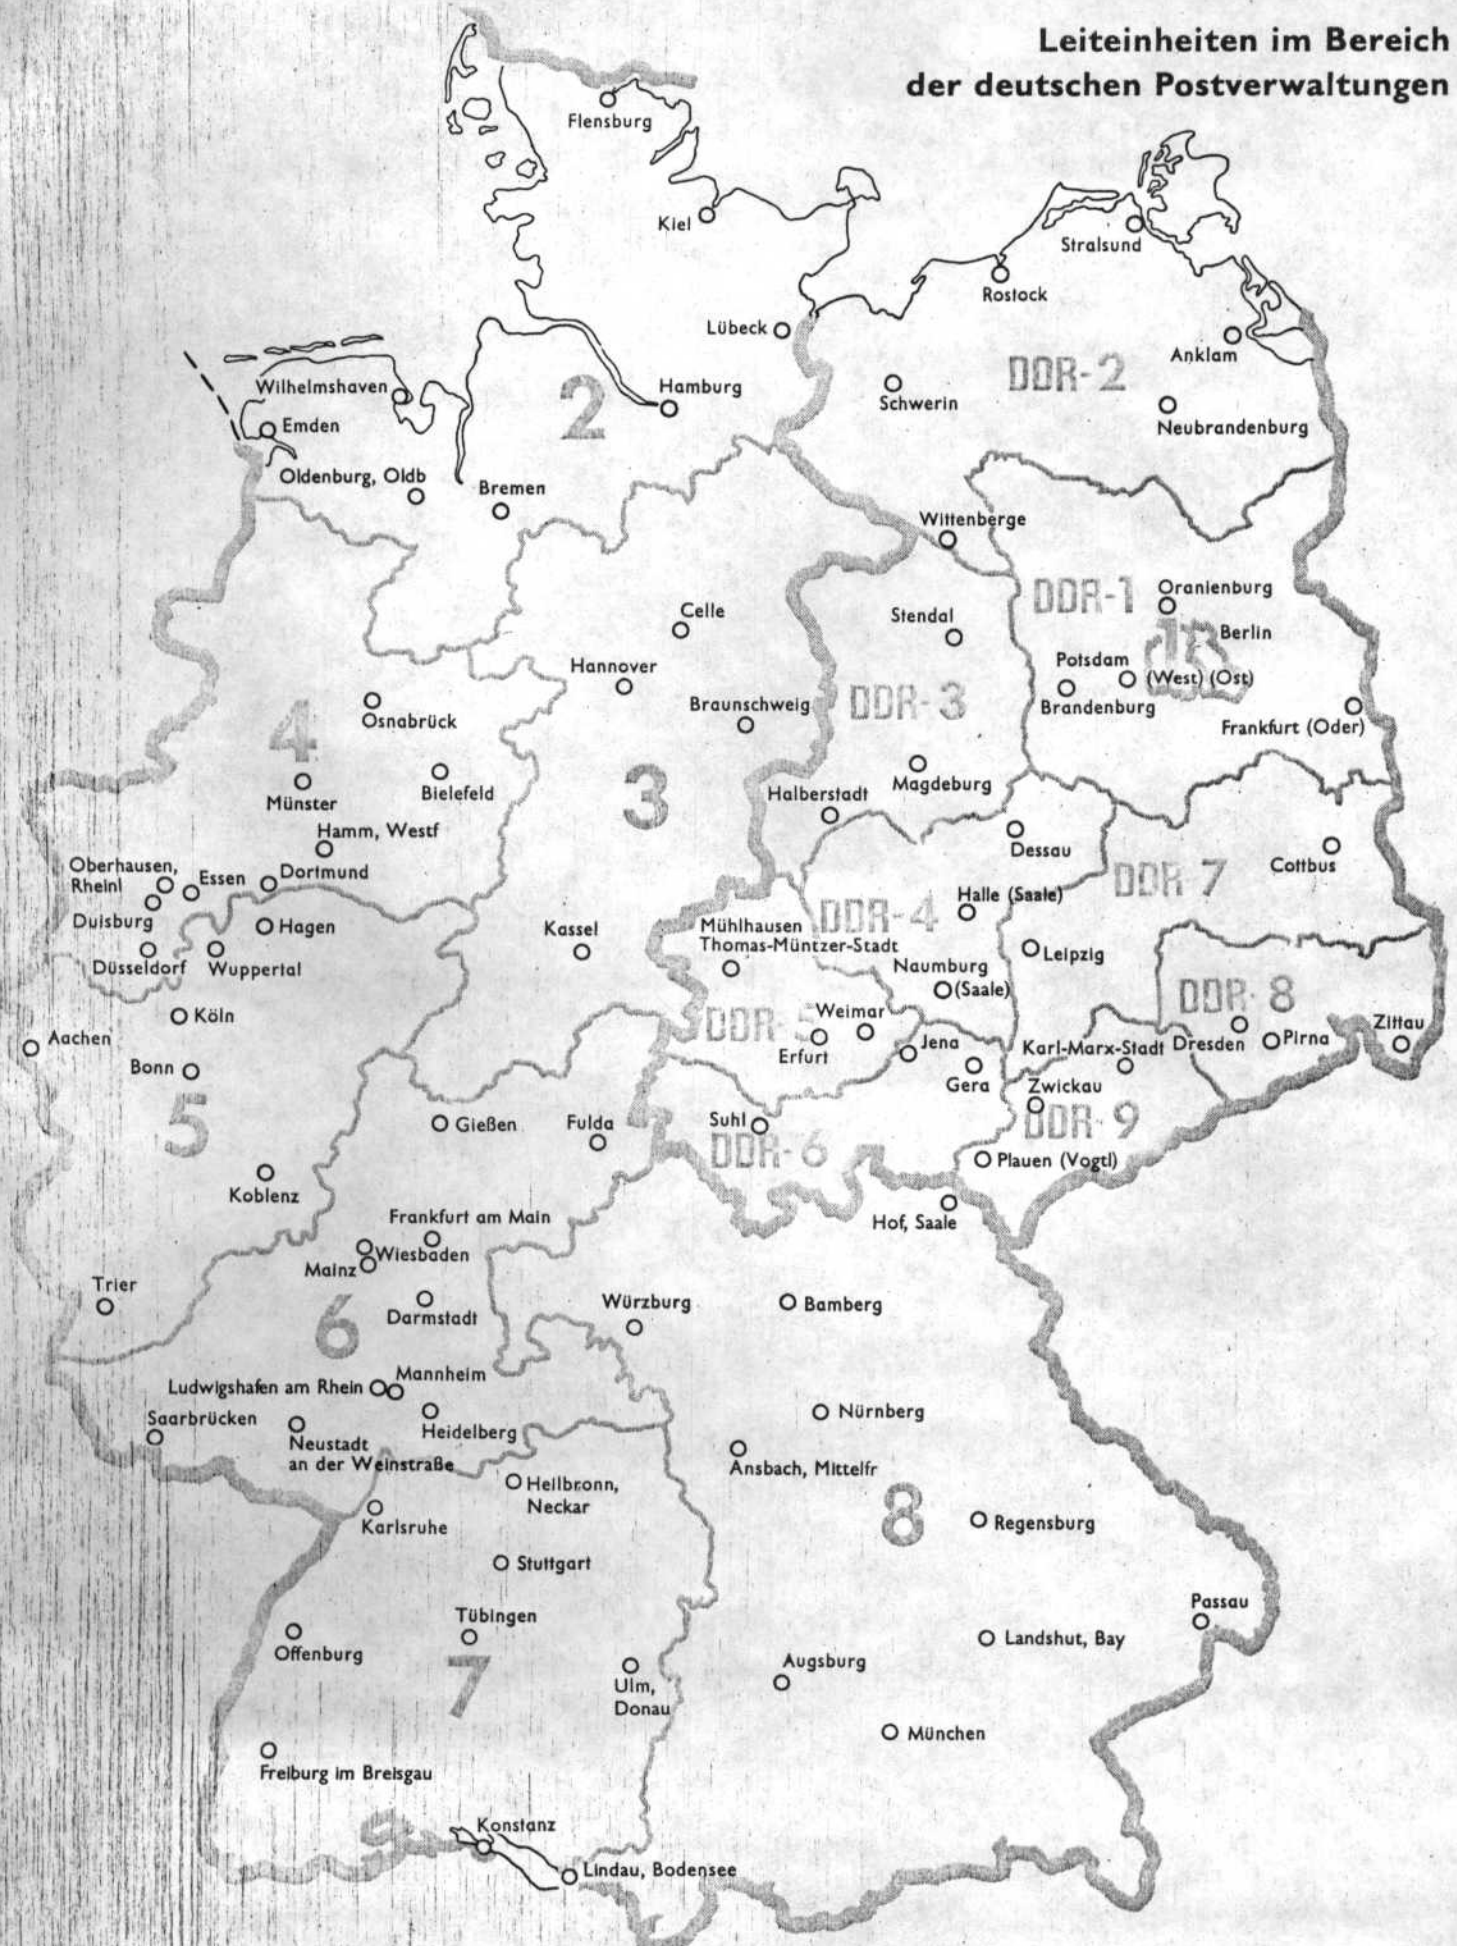 Leiteinheiten im Bereich
der deutschen Postverwaltungen
Flensburg
Kiel
Stralsund
Rostock
Lübeck
Anklam
DDR-2
Wilhelmshaven
2
Hamburg
Schwerin
Emden
Neubrandenburg
Oldenburg, Oldb
Bremen
Wittenberge
DDR-1
Oranienburg
Celle
Stendal
Berlin
Hannover
Potsdam
(West) (Ost)
Braunschweig
DDR-3
Brandenburg
Osnabrück
Frankfurt (Oder)
4
Magdeburg
Bielefeld
Münster
3
Halberstadt
Hamm, Westf
Dessau
Oberhausen,
Rheinl
Essen
Dortmund
Cottbus
DDR 7
Halle (Saale)
Duisburg
Hagen
Kassel
Mühlhausen
Thomas-Müntzer-Stadt
DDR-4
Leipzig
Düsseldorf
Wuppertal
Naumburg
(Saale)
DDR 8
Köln
DDR-5
Weimar
Zittau
Aachen
Erfurt
Jena
Karl-Marx-Stadt
Dresden
Pirna
Bonn
Gera
Zwickau
5
Gießen
Fulda
Suhl
DDR-6
DDR-9
Plauen (Vogtl)
Koblenz
Frankfurt am Main
Hof, Saale
Wiesbaden
Mainz
Trier
Darmstadt
Würzburg
Bamberg
6
Mannheim
Ludwigshafen am Rhein
Saarbrücken
Heidelberg
Nürnberg
Neustadt
an der Weinstraße
Ansbach, Mittelfr
Heilbronn,
Neckar
8
Karlsruhe
Regensburg
Stuttgart
Passau
Tübingen
Offenburg
Landshut, Bay
7
Augsburg
Ulm,
Donau
München
Freiburg im Breisgau
Konstanz
Lindau, Bodensee